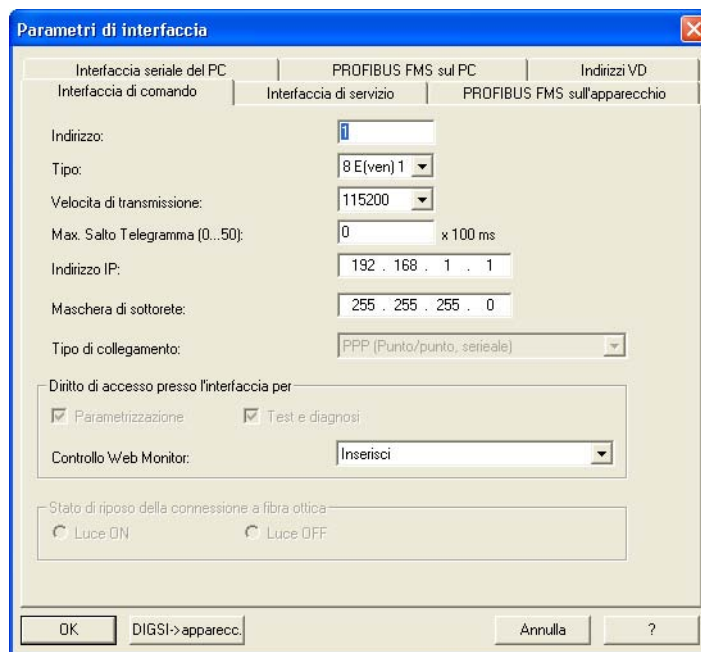 Parametri di interfaccia
Interfaccia seriale del PC
PROFIBUS FMS sul PC
Indirizzi VD
Interfaccia di comando
Interfaccia di servizio
PROFIBUS FMS sull'apparecchio
Indirizzo: 1
Tipo: 8 E(ven) 1
Velocita di transmissione: 115200
Max. Salto Telegramma (0...50): 0 x 100 ms
Indirizzo IP: 192 . 168 . 1 . 1
Maschera di sottorete: 255 . 255 . 255 . 0
Tipo di collegamento: PPP (Punto/punto, serieale)
Diritto di accesso presso l'interfaccia per
Parametrizzazione
Test e diagnosi
Controllo Web Monitor: Inserisci
Stato di riposo della connessione a fibra ottica
Luce ON
Luce OFF
OK
DIGSI->apparecc.
Annulla
?